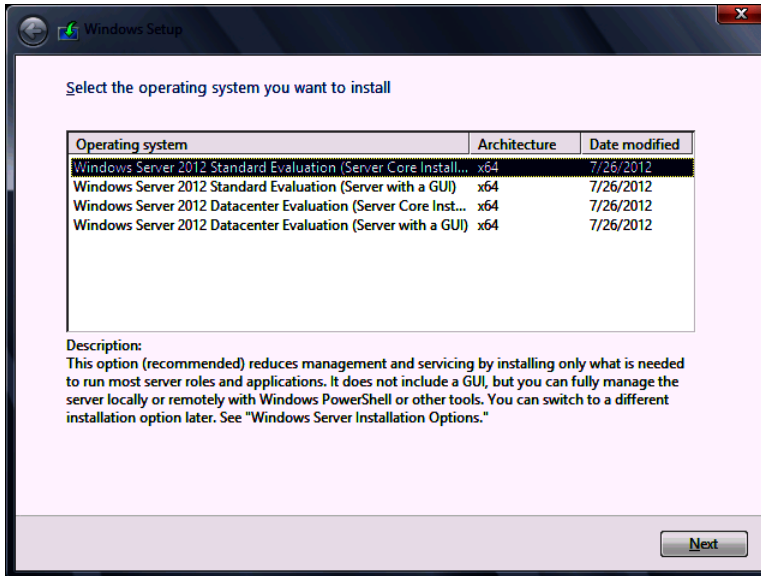 Windows Setup
X
Select the operating system you want to install
Operating system Architecture Date modified
Windows Server 2012 Standard Evaluation (Server Core Install... x64 7/26/2012
Windows Server 2012 Standard Evaluation (Server with a GUI) x64 7/26/2012
Windows Server 2012 Datacenter Evaluation (Server Core Inst... x64 7/26/2012
Windows Server 2012 Datacenter Evaluation (Server with a GUI) x64 7/26/2012
Description:
This option (recommended) reduces management and servicing by installing only what is needed
to run most server roles and applications. It does not include a GUI, but you can fully manage the
server locally or remotely with Windows PowerShell or other tools. You can switch to a different
installation option later. See "Windows Server Installation Options."
Next